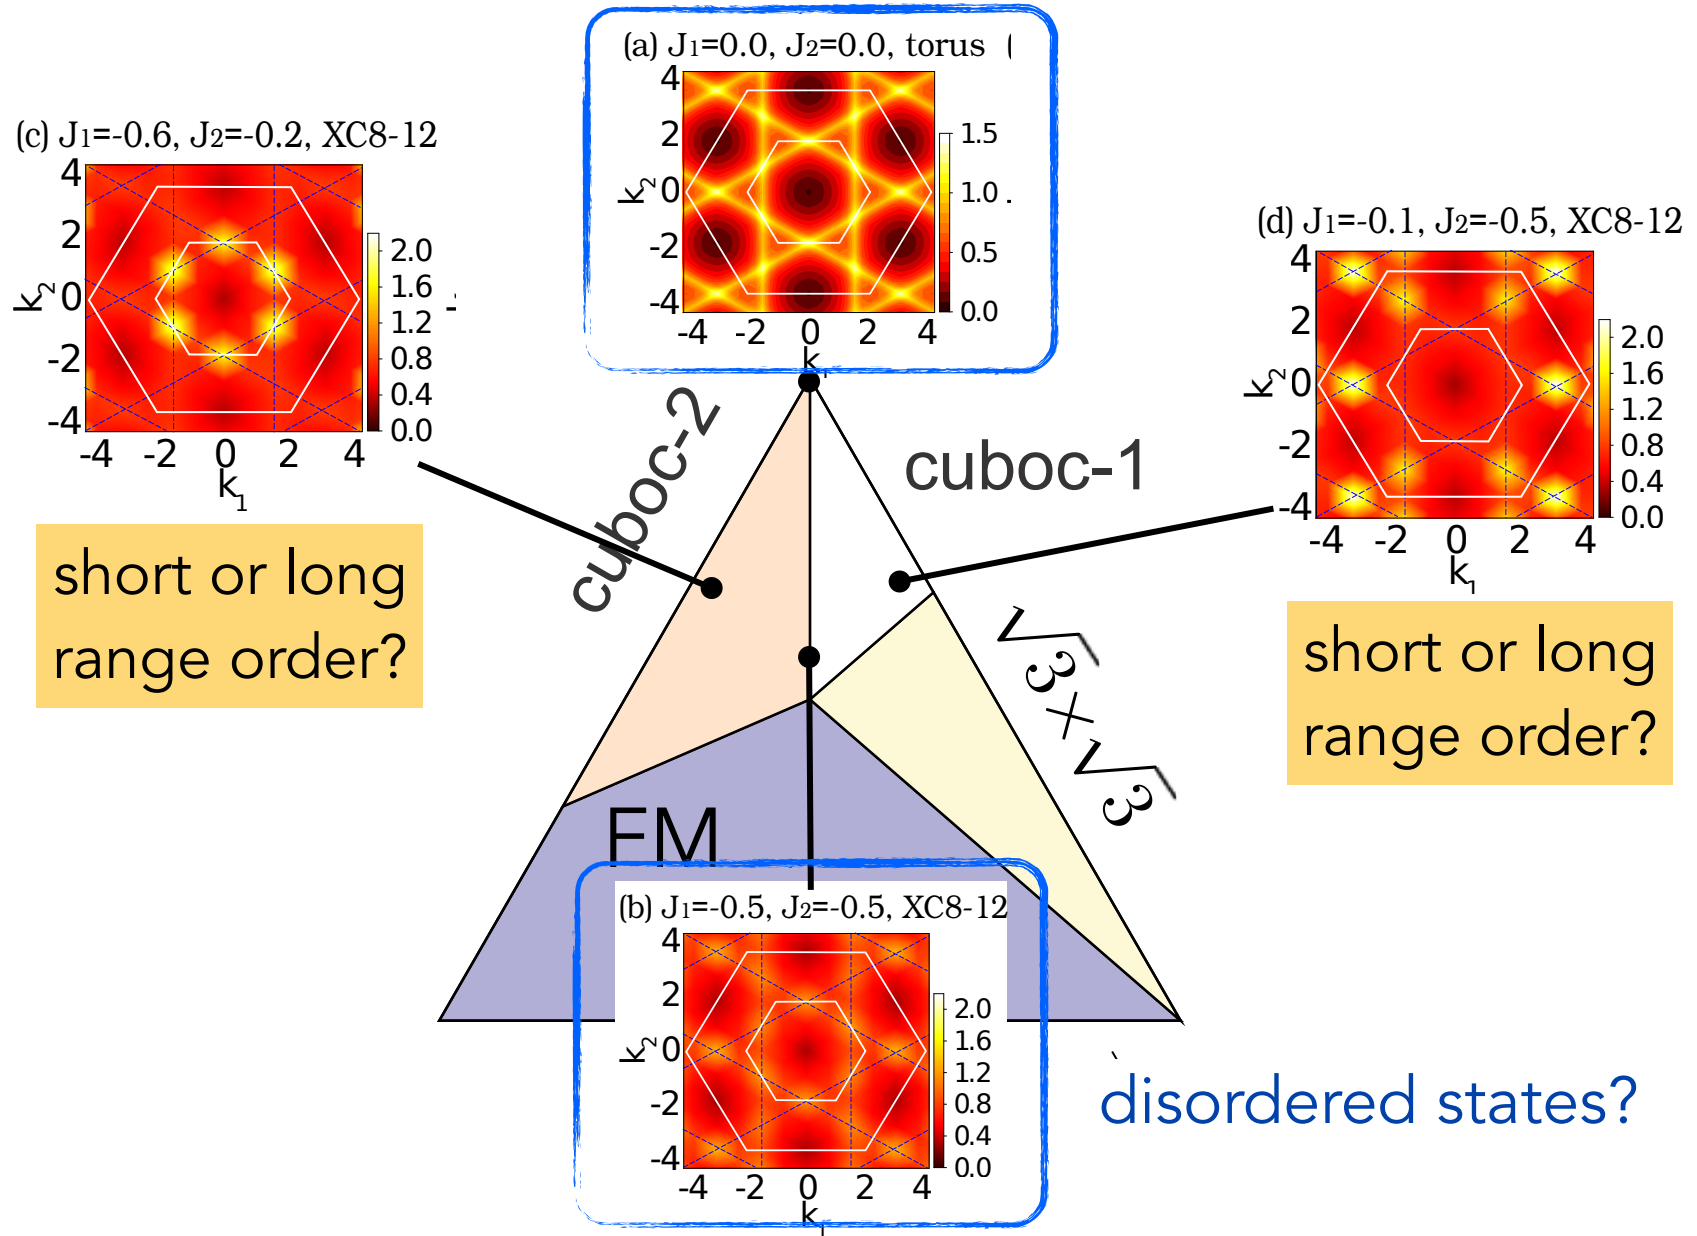 (a) J1=0.0, J2=0.0, torus (
4
2
0
-2
-4
k2
-4 -2 0 2 4
k1
1.5
1.0
0.5
0.0
(c) J1=-0.6, J2=-0.2, XC8-12
4
2
0
-2
-4
k2
-4 -2 0 2 4
k1
2.0
1.6
1.2
0.8
0.4
0.0
(d) J1=-0.1, J2=-0.5, XC8-12
4
2
0
-2
-4
k2
-4 -2 0 2 4
k1
2.0
1.6
1.2
0.8
0.4
0.0
cuboc-2
cuboc-1
short or long
range order?
short or long
range order?
√3×√3
FM
(b) J1=-0.5, J2=-0.5, XC8-12
4
2
0
-2
-4
k2
-4 -2 0 2 4
k1
2.0
1.6
1.2
0.8
0.4
0.0
disordered states?